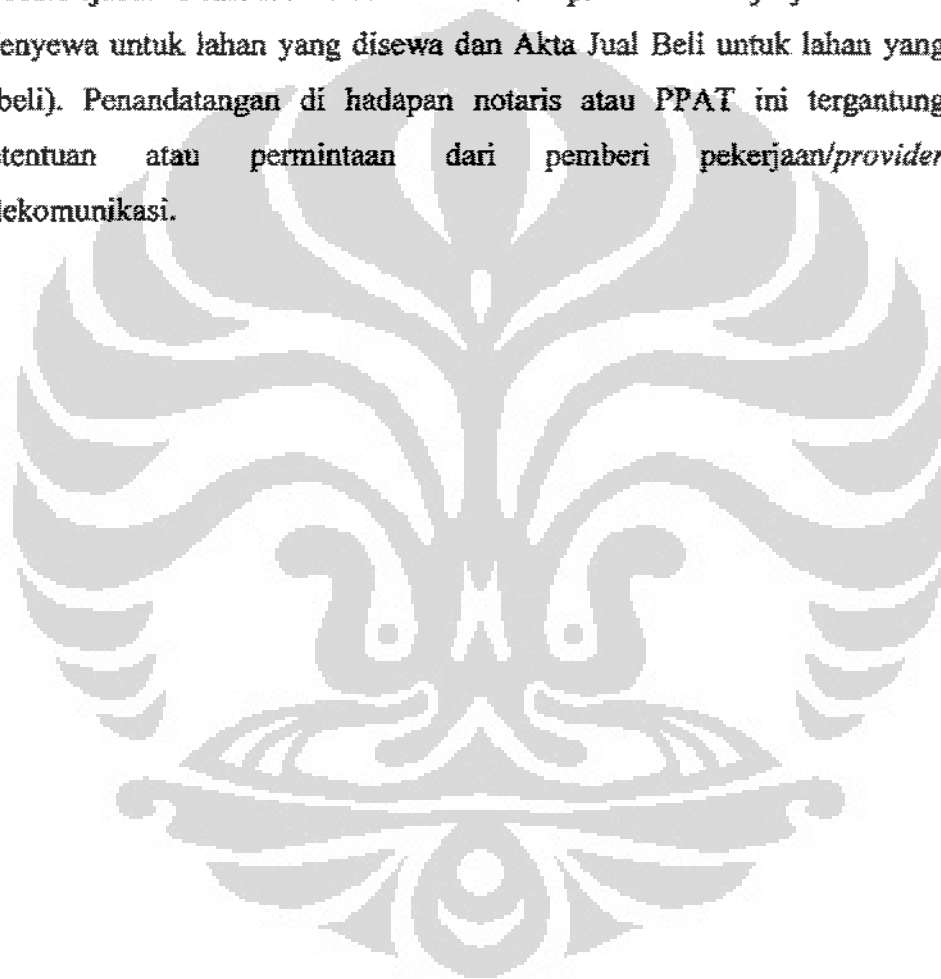 enyewa untuk lahan yang disewa dan Akta Jual Beli untuk lahan yang
beli). Penandatangan di hadapan notaris atau PPAT ini tergantung
tentuan atau permintaan dari pemberi pekerjaan/provider
lekomunikasi.